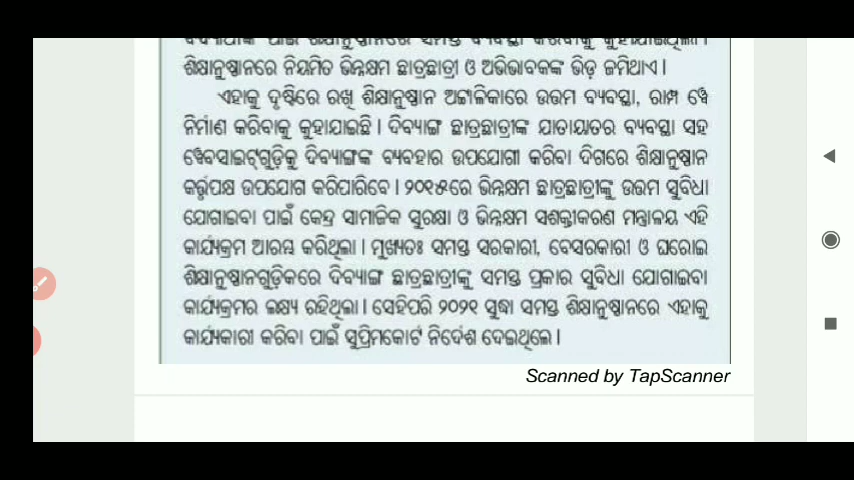 ଶିକ୍ଷାନୁଷ୍ଠାନରେ ନିୟମିତ ଭିନ୍ନକ୍ଷମ ଛାତ୍ରଛାତ୍ରୀ ଓ ଅଭିଭାବକଙ୍କ ଭିଡ଼ ଜମିଥାଏ ।
ଏହାକୁ ଦୃଷ୍ଟିରେ ରଖି ଶିକ୍ଷାନୁଷ୍ଠାନ ଅଟ୍ଟାଳିକାରେ ଉତ୍ତମ ବ୍ୟବସ୍ଥା, ରାମ୍ପ ୱେ
ନିର୍ମାଣ କରିବାକୁ କୁହାଯାଇଛି । ଦିବ୍ୟାଙ୍ଗ ଛାତ୍ରଛାତ୍ରୀଙ୍କ ଯାତାୟାତର ବ୍ୟବସ୍ଥା ସହ
ୱେବସାଇଟ୍‌ଗୁଡ଼ିକୁ ଦିବ୍ୟାଙ୍ଗଙ୍କ ବ୍ୟବହାର ଉପଯୋଗୀ କରିବା ଦିଗରେ ଶିକ୍ଷାନୁଷ୍ଠାନ
କର୍ତ୍ତୃପକ୍ଷ ଉପଯୋଗ କରିପାରିବେ । ୨୦୧୫ରେ ଭିନ୍ନକ୍ଷମ ଛାତ୍ରଛାତ୍ରୀଙ୍କୁ ଉତ୍ତମ ସୁବିଧା
ଯୋଗାଇବା ପାଇଁ କେନ୍ଦ୍ର ସାମାଜିକ ସୁରକ୍ଷା ଓ ଭିନ୍ନକ୍ଷମ ସଶକ୍ତୀକରଣ ମନ୍ତ୍ରାଳୟ ଏହି
କାର୍ଯ୍ୟକ୍ରମ ଆରମ୍ଭ କରିଥିଲା । ମୁଖ୍ୟତଃ ସମସ୍ତ ସରକାରୀ, ବେସରକାରୀ ଓ ଘରୋଇ
ଶିକ୍ଷାନୁଷ୍ଠାନଗୁଡ଼ିକରେ ଦିବ୍ୟାଙ୍ଗ ଛାତ୍ରଛାତ୍ରୀଙ୍କୁ ସମସ୍ତ ପ୍ରକାର ସୁବିଧା ଯୋଗାଇବା
କାର୍ଯ୍ୟକ୍ରମର ଲକ୍ଷ୍ୟ ରହିଥିଲା । ସେହିପରି ୨୦୨୧ ସୁଦ୍ଧା ସମସ୍ତ ଶିକ୍ଷାନୁଷ୍ଠାନରେ ଏହାକୁ
କାର୍ଯ୍ୟକାରୀ କରିବା ପାଇଁ ସୁପ୍ରିମକୋର୍ଟ ନିର୍ଦେଶ ଦେଇଥିଲେ ।
Scanned by TapScanner